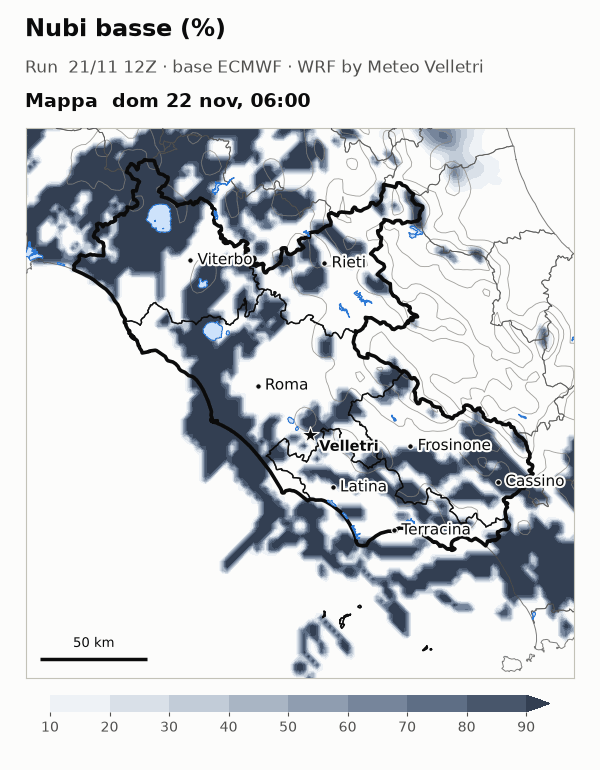 Nubi basse (%)
Run 21/11 12Z · base ECMWF · WRF by Meteo Velletri
Mappa dom 22 nov, 06:00
Viterbo
Rieti
Roma
Velletri
Frosinone
Cassino
Latina
Terracina
50 km
10 20 30 40 50 60 70 80 90